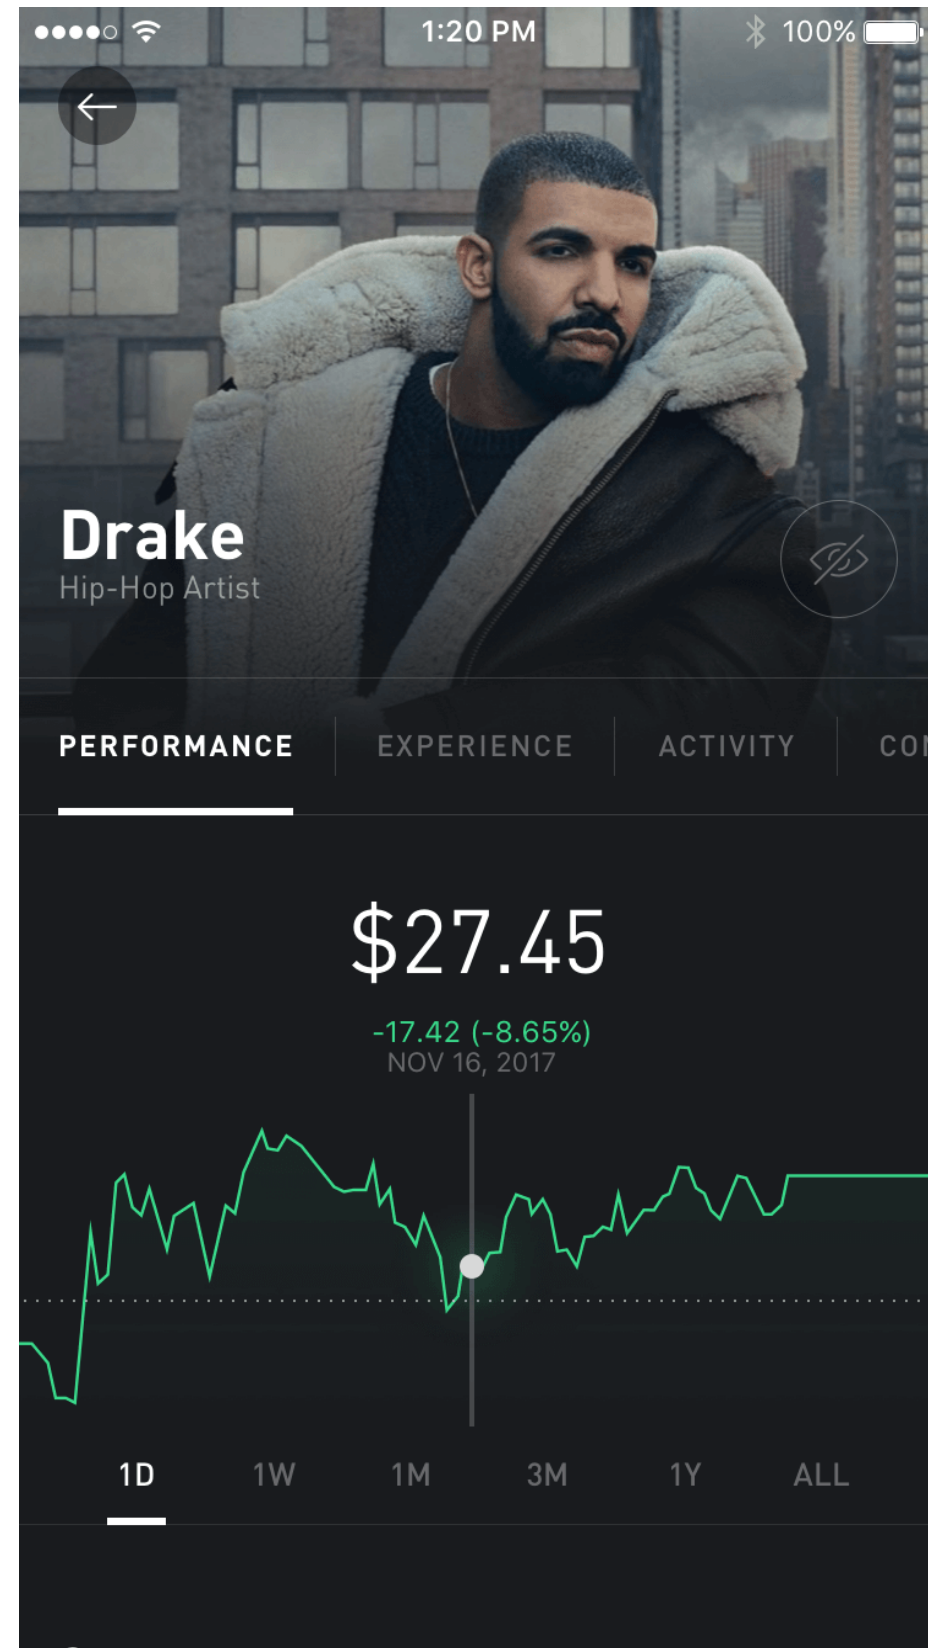 1:20 PM 100%
Drake
Hip-Hop Artist
PERFORMANCE EXPERIENCE ACTIVITY
$27.45
-17.42 (-8.65%)
NOV 16, 2017
1D 1W 1M 3M 1Y ALL